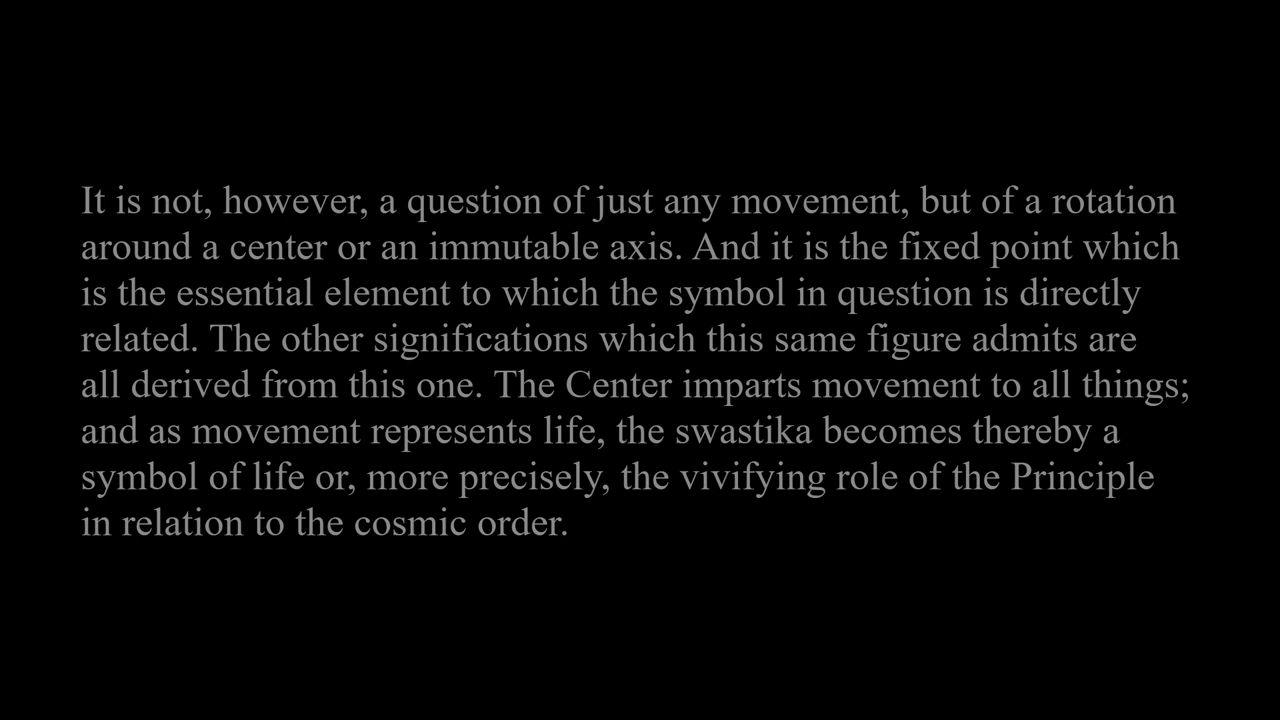 It is not, however, a question of just any movement, but of a rotation
around a center or an immutable axis. And it is the fixed point which
is the essential element to which the symbol in question is directly
related. The other significations which this same figure admits are
all derived from this one. The Center imparts movement to all things;
and as movement represents life, the swastika becomes thereby a
symbol of life or, more precisely, the vivifying role of the Principle
in relation to the cosmic order.